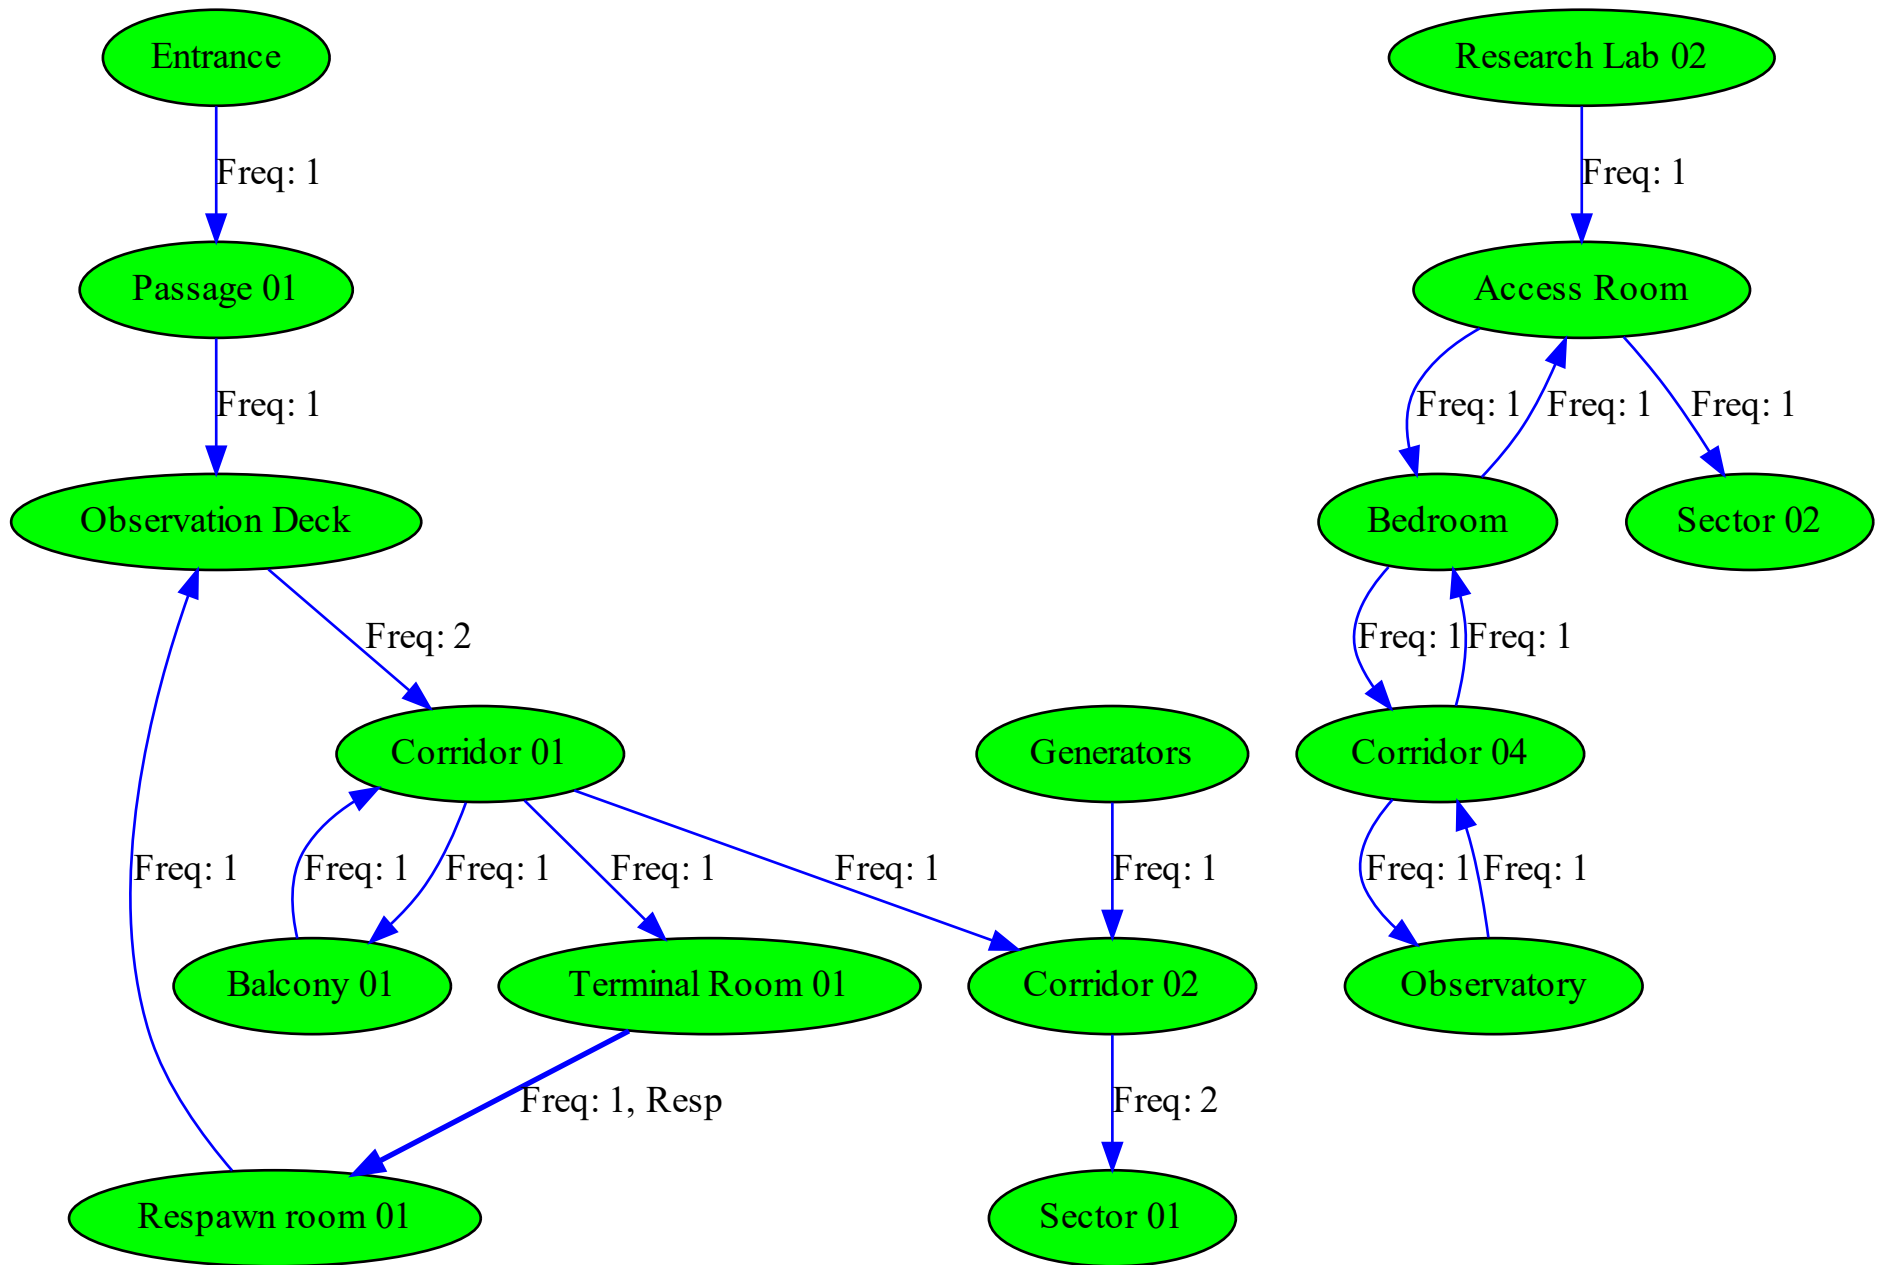 Entrance
Research Lab 02
Freq: 1
Freq: 1
Passage 01
Access Room
Freq: 1
Freq: 1
Freq: 1
Freq: 1
Observation Deck
Bedroom
Sector 02
Freq: 2
Freq: 1
Freq: 1
Corridor 01
Generators
Corridor 04
Freq: 1
Freq: 1
Freq: 1
Freq: 1
Freq: 1
Freq: 1
Freq: 1
Freq: 1
Balcony 01
Terminal Room 01
Corridor 02
Observatory
Freq: 1, Resp
Freq: 2
Respawn room 01
Sector 01